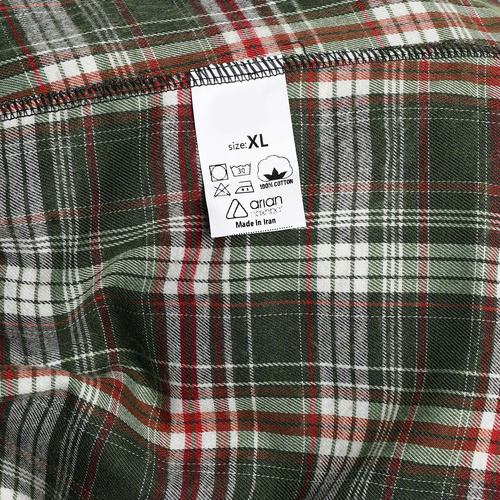 size: XL
30
100% COTTON
arian
Made In Iran